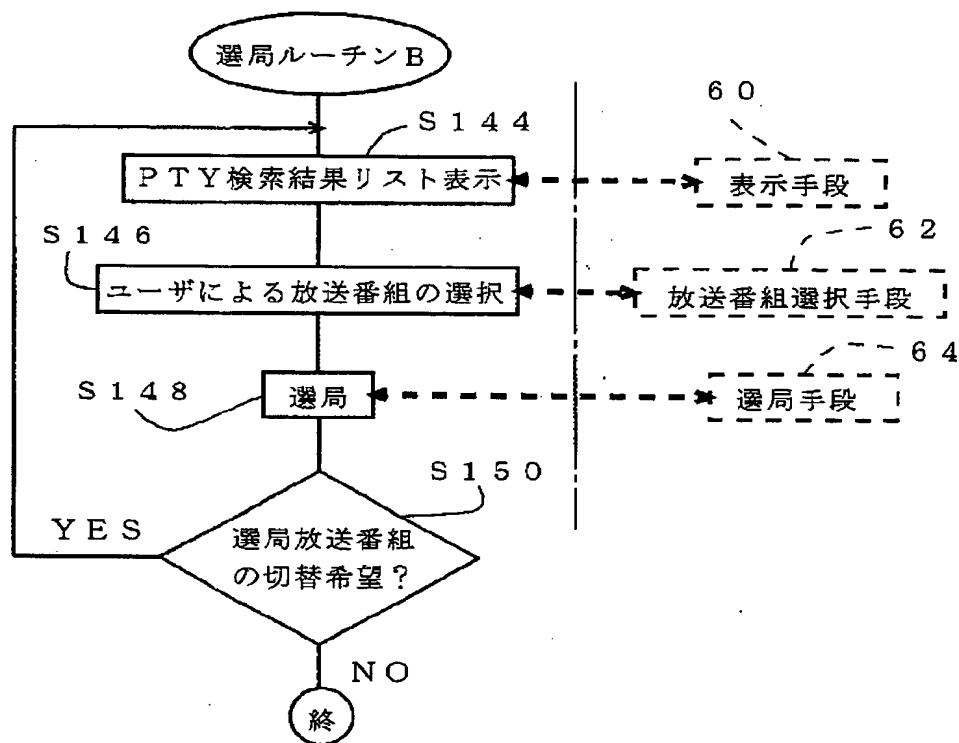 選局ルーチンB
60
S144
PTY検索結果リスト表示
表示手段
S146
62
ユーザによる放送番組の選択
放送番組選択手段
64
S148
選局
選局手段
S150
YES
選局放送番組
の切替希望?
NO
終